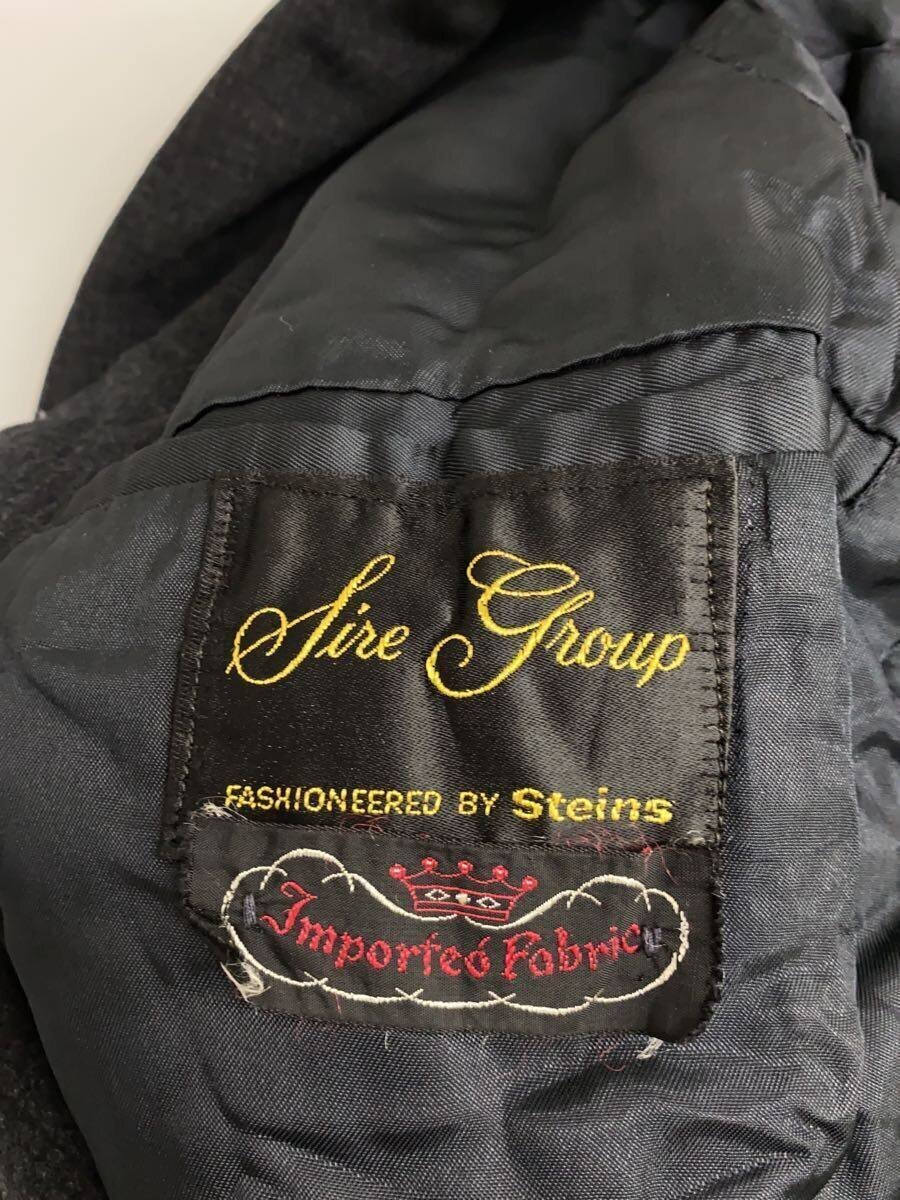 Sire Group
FASHIONEERED BY Steins
Imported Fabric